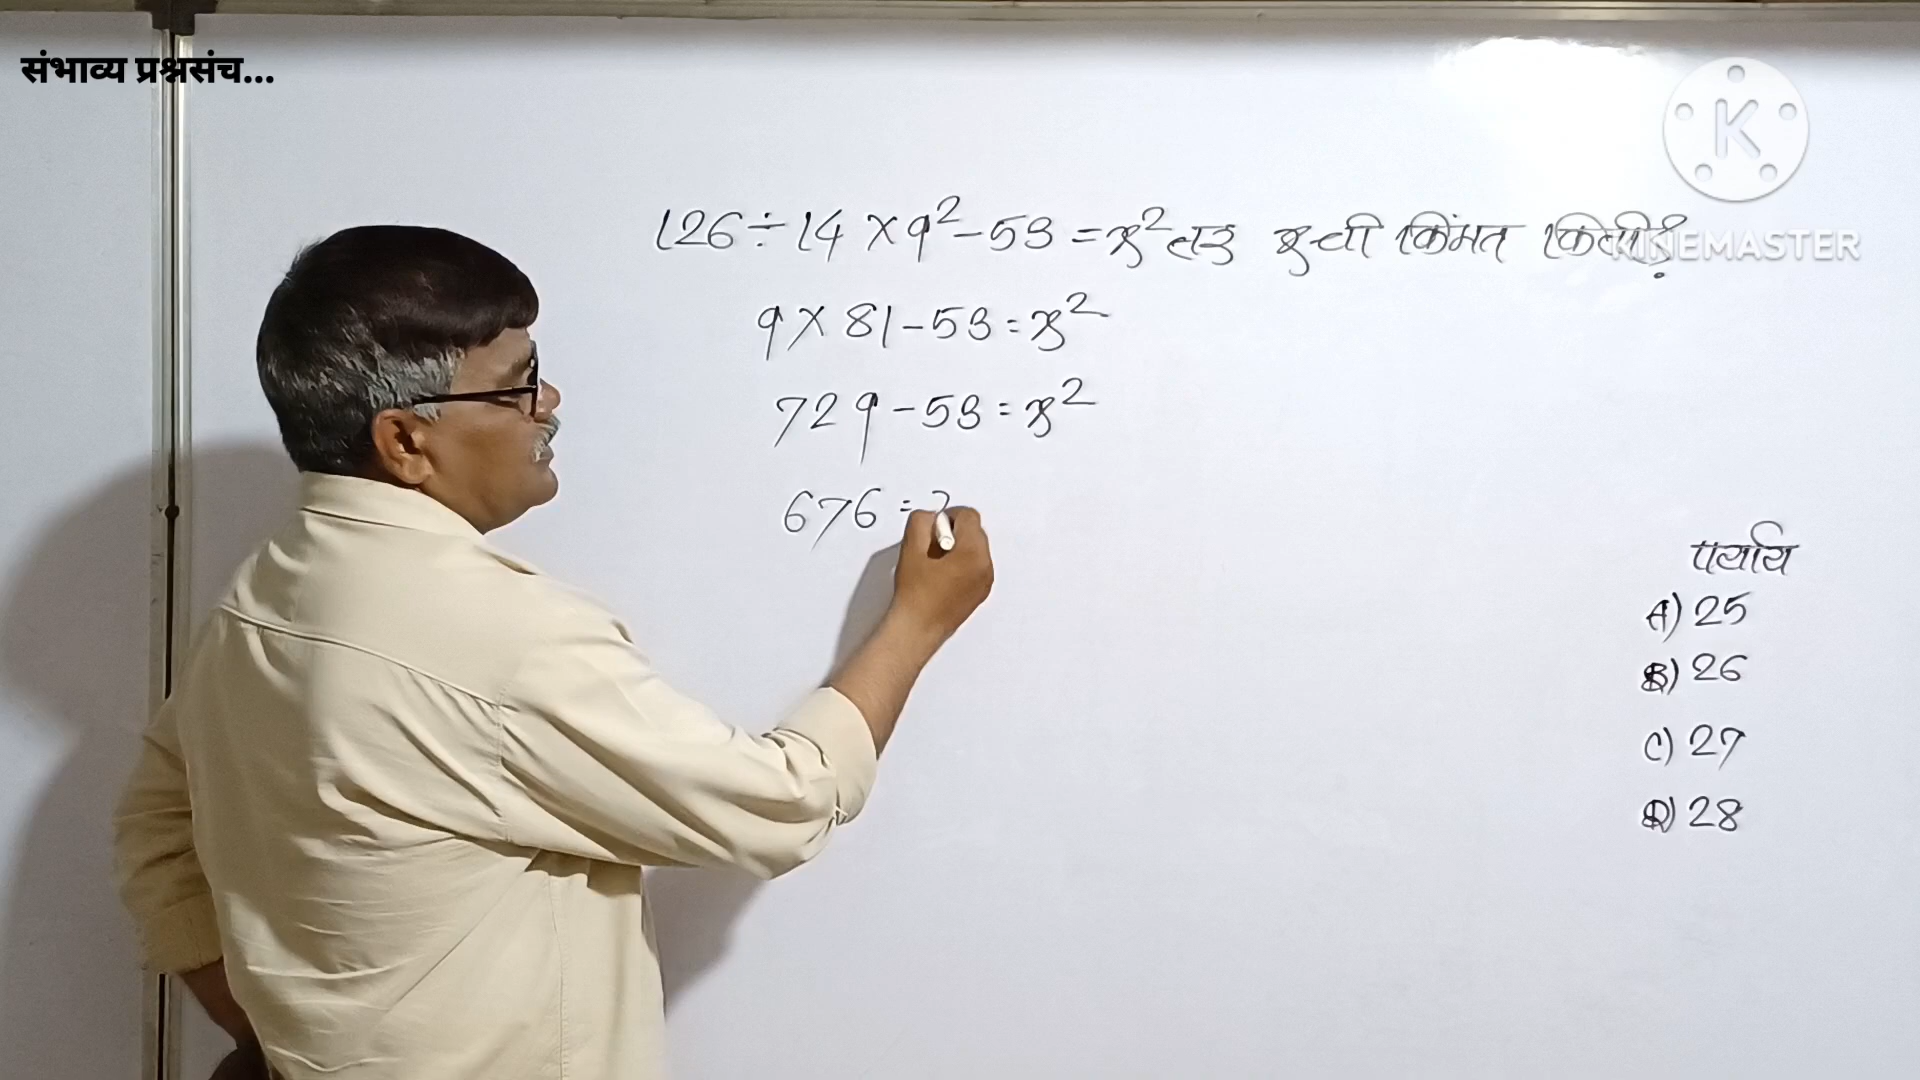 संभाव्य प्रश्नसंच...
K
KINEMASTER
126÷14×9²-53=x² तर x ची किंमत किती?
9×81-53=x²
729-53=x²
676=
पर्याय
A) 25
B) 26
C) 27
D) 28